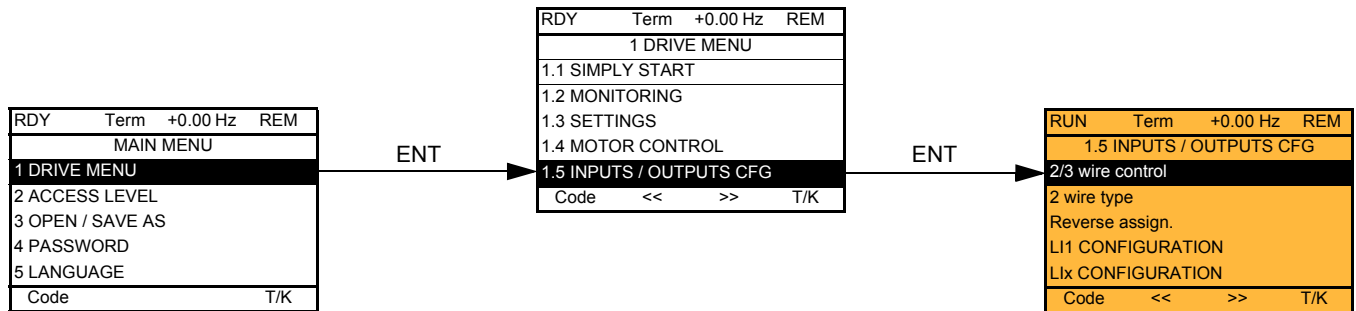 RDY Term +0.00 Hz REM
MAIN MENU
1 DRIVE MENU
2 ACCESS LEVEL
3 OPEN / SAVE AS
4 PASSWORD
5 LANGUAGE
Code T/K
ENT
RDY Term +0.00 Hz REM
1 DRIVE MENU
1.1 SIMPLY START
1.2 MONITORING
1.3 SETTINGS
1.4 MOTOR CONTROL
1.5 INPUTS / OUTPUTS CFG
Code << >> T/K
ENT
RUN Term +0.00 Hz REM
1.5 INPUTS / OUTPUTS CFG
2/3 wire control
2 wire type
Reverse assign.
LI1 CONFIGURATION
LIx CONFIGURATION
Code << >> T/K